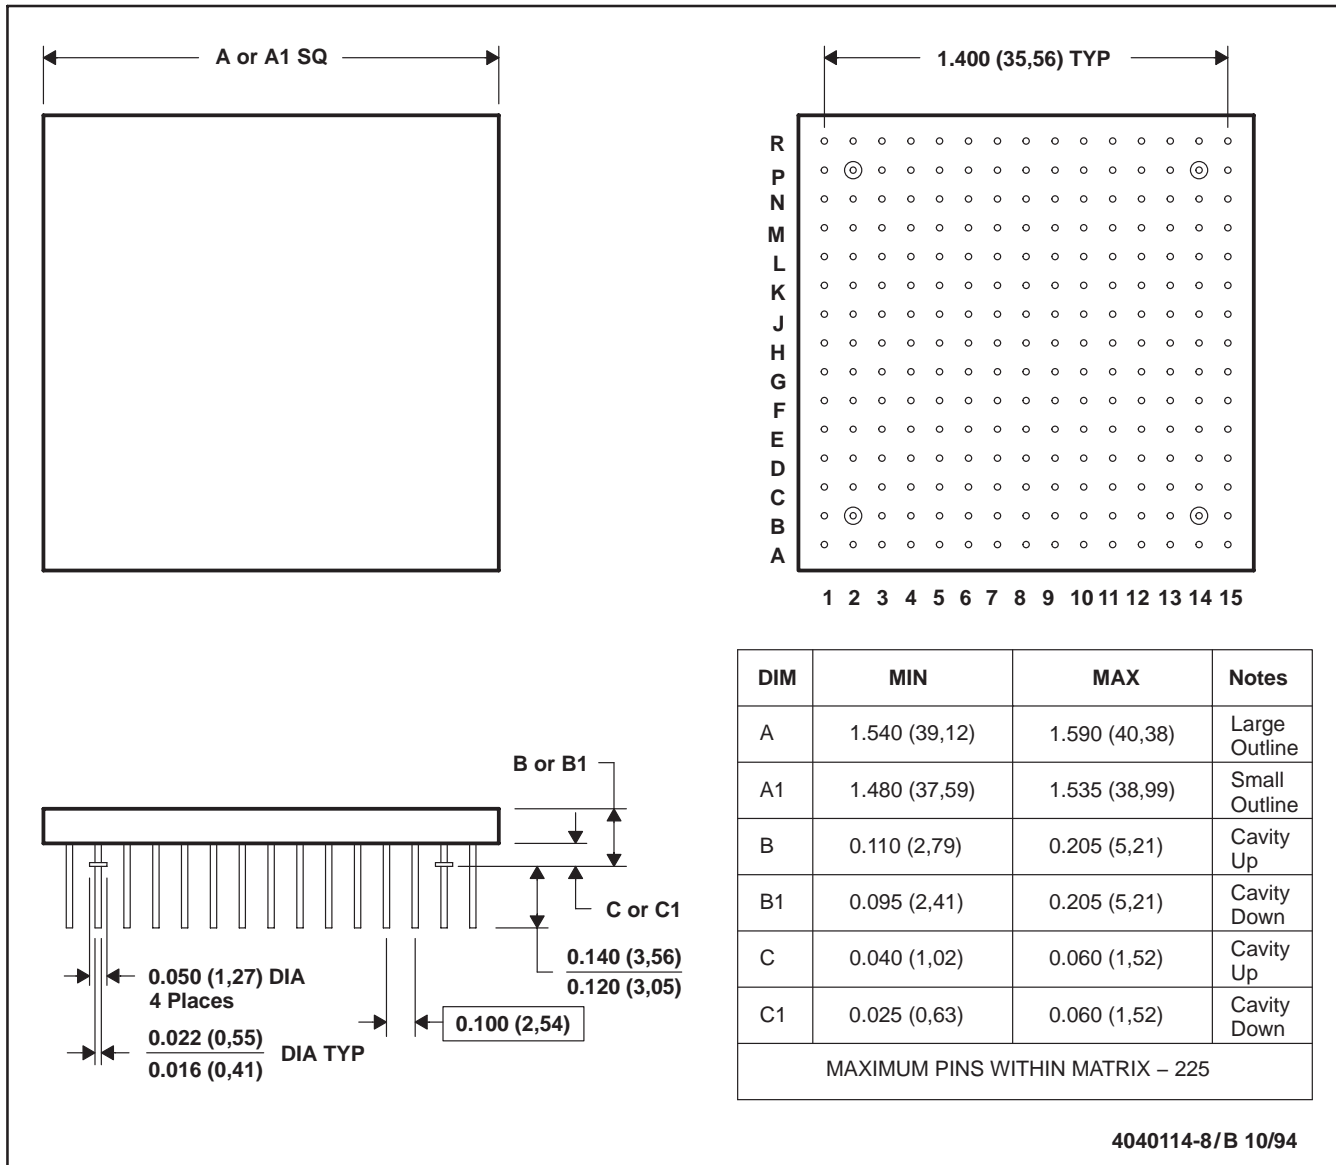 A or A1 SQ
1.400 (35,56) TYP
R
P
N
M
L
K
J
H
G
F
E
D
C
B
A
1 2 3 4 5 6 7 8 9 10 11 12 13 14 15
B or B1
C or C1
0.140 (3,56)
0.120 (3,05)
0.050 (1,27) DIA
4 Places
0.100 (2,54)
0.022 (0,55)
0.016 (0,41)
DIA TYP
DIM MIN MAX Notes
A 1.540 (39,12) 1.590 (40,38) Large Outline
A1 1.480 (37,59) 1.535 (38,99) Small Outline
B 0.110 (2,79) 0.205 (5,21) Cavity Up
B1 0.095 (2,41) 0.205 (5,21) Cavity Down
C 0.040 (1,02) 0.060 (1,52) Cavity Up
C1 0.025 (0,63) 0.060 (1,52) Cavity Down
MAXIMUM PINS WITHIN MATRIX – 225
4040114-8/B 10/94